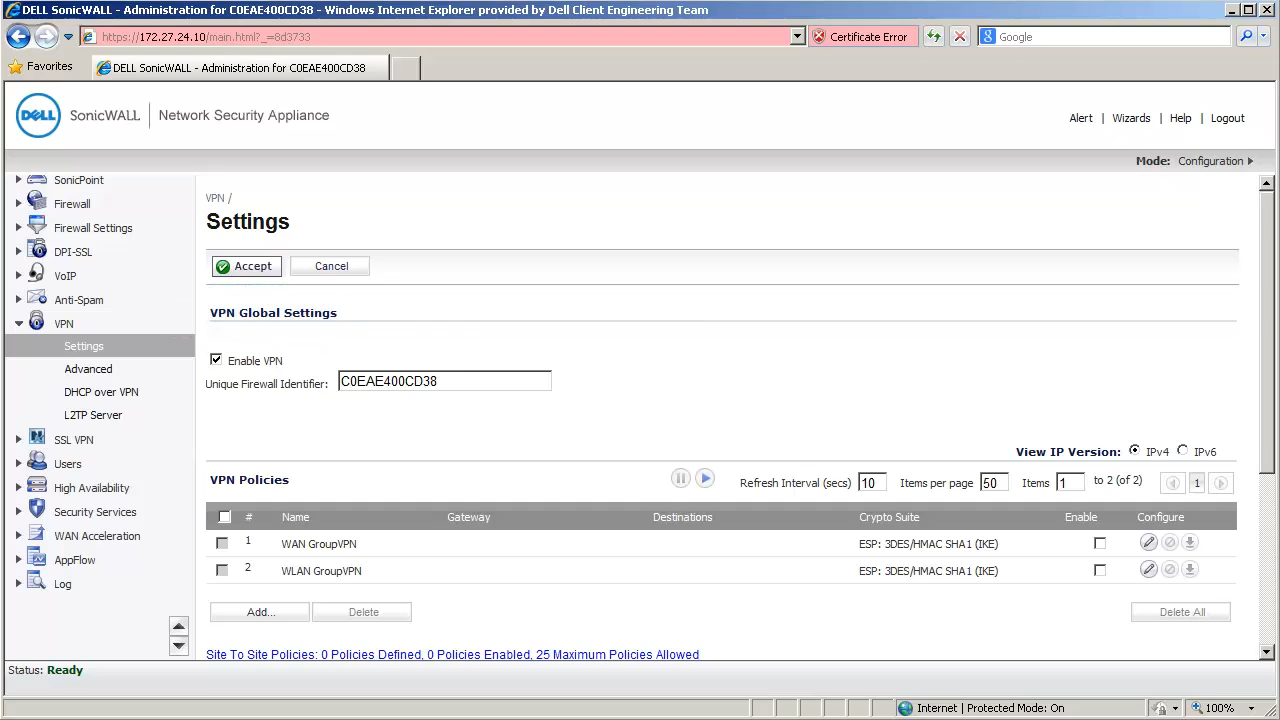 DELL SonicWALL - Administration for C0EAE400CD38 - Windows Internet Explorer provided by Dell Client Engineering Team
https://172.27.24.10/main.html?_=8d3733
Certificate Error
Google
Favorites
DELL SonicWALL - Administration for C0EAE400CD38
DELL SonicWALL | Network Security Appliance
Alert | Wizards | Help | Logout
Mode: Configuration
SonicPoint
Firewall
Firewall Settings
DPI-SSL
VoIP
Anti-Spam
VPN
Settings
Advanced
DHCP over VPN
L2TP Server
SSL VPN
Users
High Availability
Security Services
WAN Acceleration
AppFlow
Log
VPN /
Settings
Accept Cancel
VPN Global Settings
Enable VPN
Unique Firewall Identifier: C0EAE400CD38
View IP Version: IPv4 IPv6
VPN Policies Refresh Interval (secs) 10 Items per page 50 Items 1 to 2 (of 2) 1
# Name Gateway Destinations Crypto Suite Enable Configure
1 WAN GroupVPN ESP: 3DES/HMAC SHA1 (IKE)
2 WLAN GroupVPN ESP: 3DES/HMAC SHA1 (IKE)
Add... Delete Delete All
Site To Site Policies: 0 Policies Defined, 0 Policies Enabled, 25 Maximum Policies Allowed
Status: Ready
Internet | Protected Mode: On 100%